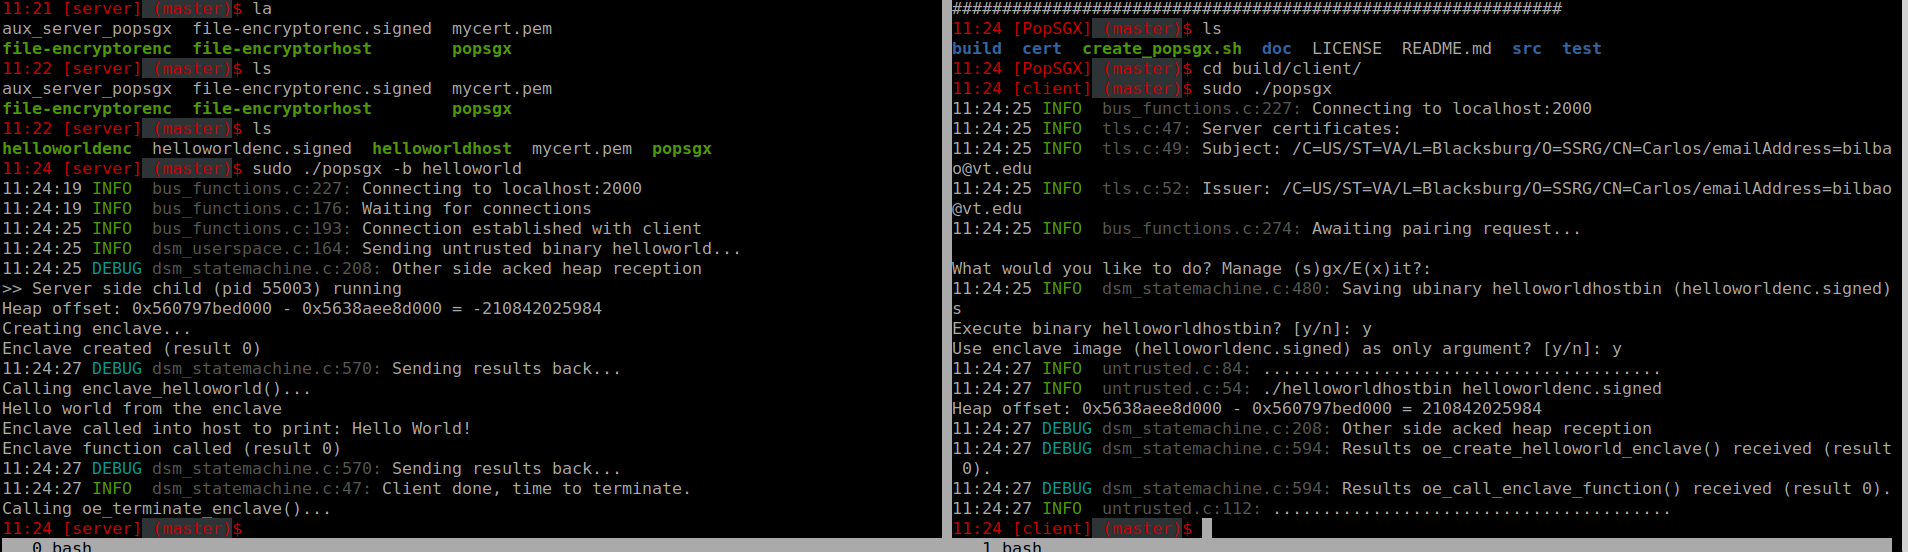 11:21 [server] (master)$ la
aux_server_popsgx  file-encryptorenc.signed  mycert.pem
file-encryptorenc  file-encryptorhost        popsgx
11:22 [server] (master)$ ls
aux_server_popsgx  file-encryptorenc.signed  mycert.pem
file-encryptorenc  file-encryptorhost        popsgx
11:22 [server] (master)$ ls
helloworldenc  helloworldenc.signed  helloworldhost  mycert.pem  popsgx
11:24 [server] (master)$ sudo ./popsgx -b helloworld
11:24:19 INFO  bus_functions.c:227: Connecting to localhost:2000
11:24:19 INFO  bus_functions.c:176: Waiting for connections
11:24:25 INFO  bus_functions.c:193: Connection established with client
11:24:25 INFO  dsm_userspace.c:164: Sending untrusted binary helloworld...
11:24:25 DEBUG dsm_statemachine.c:208: Other side acked heap reception
>> Server side child (pid 55003) running
Heap offset: 0x560797bed000 - 0x5638aee8d000 = -210842025984
Creating enclave...
Enclave created (result 0)
11:24:27 DEBUG dsm_statemachine.c:570: Sending results back...
Calling enclave_helloworld()...
Hello world from the enclave
Enclave called into host to print: Hello World!
Enclave function called (result 0)
11:24:27 DEBUG dsm_statemachine.c:570: Sending results back...
11:24:27 INFO  dsm_statemachine.c:47: Client done, time to terminate.
Calling oe_terminate_enclave()...
11:24 [server] (master)$
0 bash
#############################################################
11:24 [PopSGX] (master)$ ls
build  cert  create_popsgx.sh  doc  LICENSE  README.md  src  test
11:24 [PopSGX] (master)$ cd build/client/
11:24 [client] (master)$ sudo ./popsgx
11:24:25 INFO  bus_functions.c:227: Connecting to localhost:2000
11:24:25 INFO  tls.c:47: Server certificates:
11:24:25 INFO  tls.c:49: Subject: /C=US/ST=VA/L=Blacksburg/O=SSRG/CN=Carlos/emailAddress=bilba
o@vt.edu
11:24:25 INFO  tls.c:52: Issuer: /C=US/ST=VA/L=Blacksburg/O=SSRG/CN=Carlos/emailAddress=bilbao
@vt.edu
11:24:25 INFO  bus_functions.c:274: Awaiting pairing request...
What would you like to do? Manage (s)gx/E(x)it?:
11:24:25 INFO  dsm_statemachine.c:480: Saving ubinary helloworldhostbin (helloworldenc.signed)
s
Execute binary helloworldhostbin? [y/n]: y
Use enclave image (helloworldenc.signed) as only argument? [y/n]: y
11:24:27 INFO  untrusted.c:84: ........................................
11:24:27 INFO  untrusted.c:54: ./helloworldhostbin helloworldenc.signed
Heap offset: 0x5638aee8d000 - 0x560797bed000 = 210842025984
11:24:27 DEBUG dsm_statemachine.c:208: Other side acked heap reception
11:24:27 DEBUG dsm_statemachine.c:594: Results oe_create_helloworld_enclave() received (result
 0).
11:24:27 DEBUG dsm_statemachine.c:594: Results oe_call_enclave_function() received (result 0).
11:24:27 INFO  untrusted.c:112: ........................................
11:24 [client] (master)$
1 bash